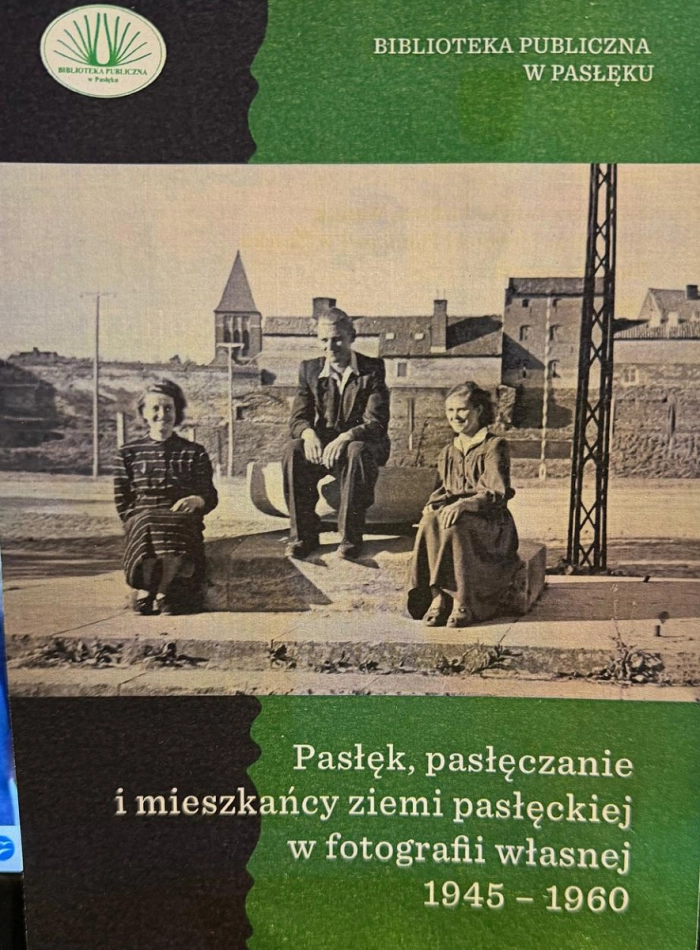 BIBLIOTEKA PUBLICZNA
w Pasłęku
BIBLIOTEKA PUBLICZNA
W PASŁĘKU
Pasłęk, pasłęczanie
i mieszkańcy ziemi pasłęckiej
w fotografii własnej
1945 – 1960